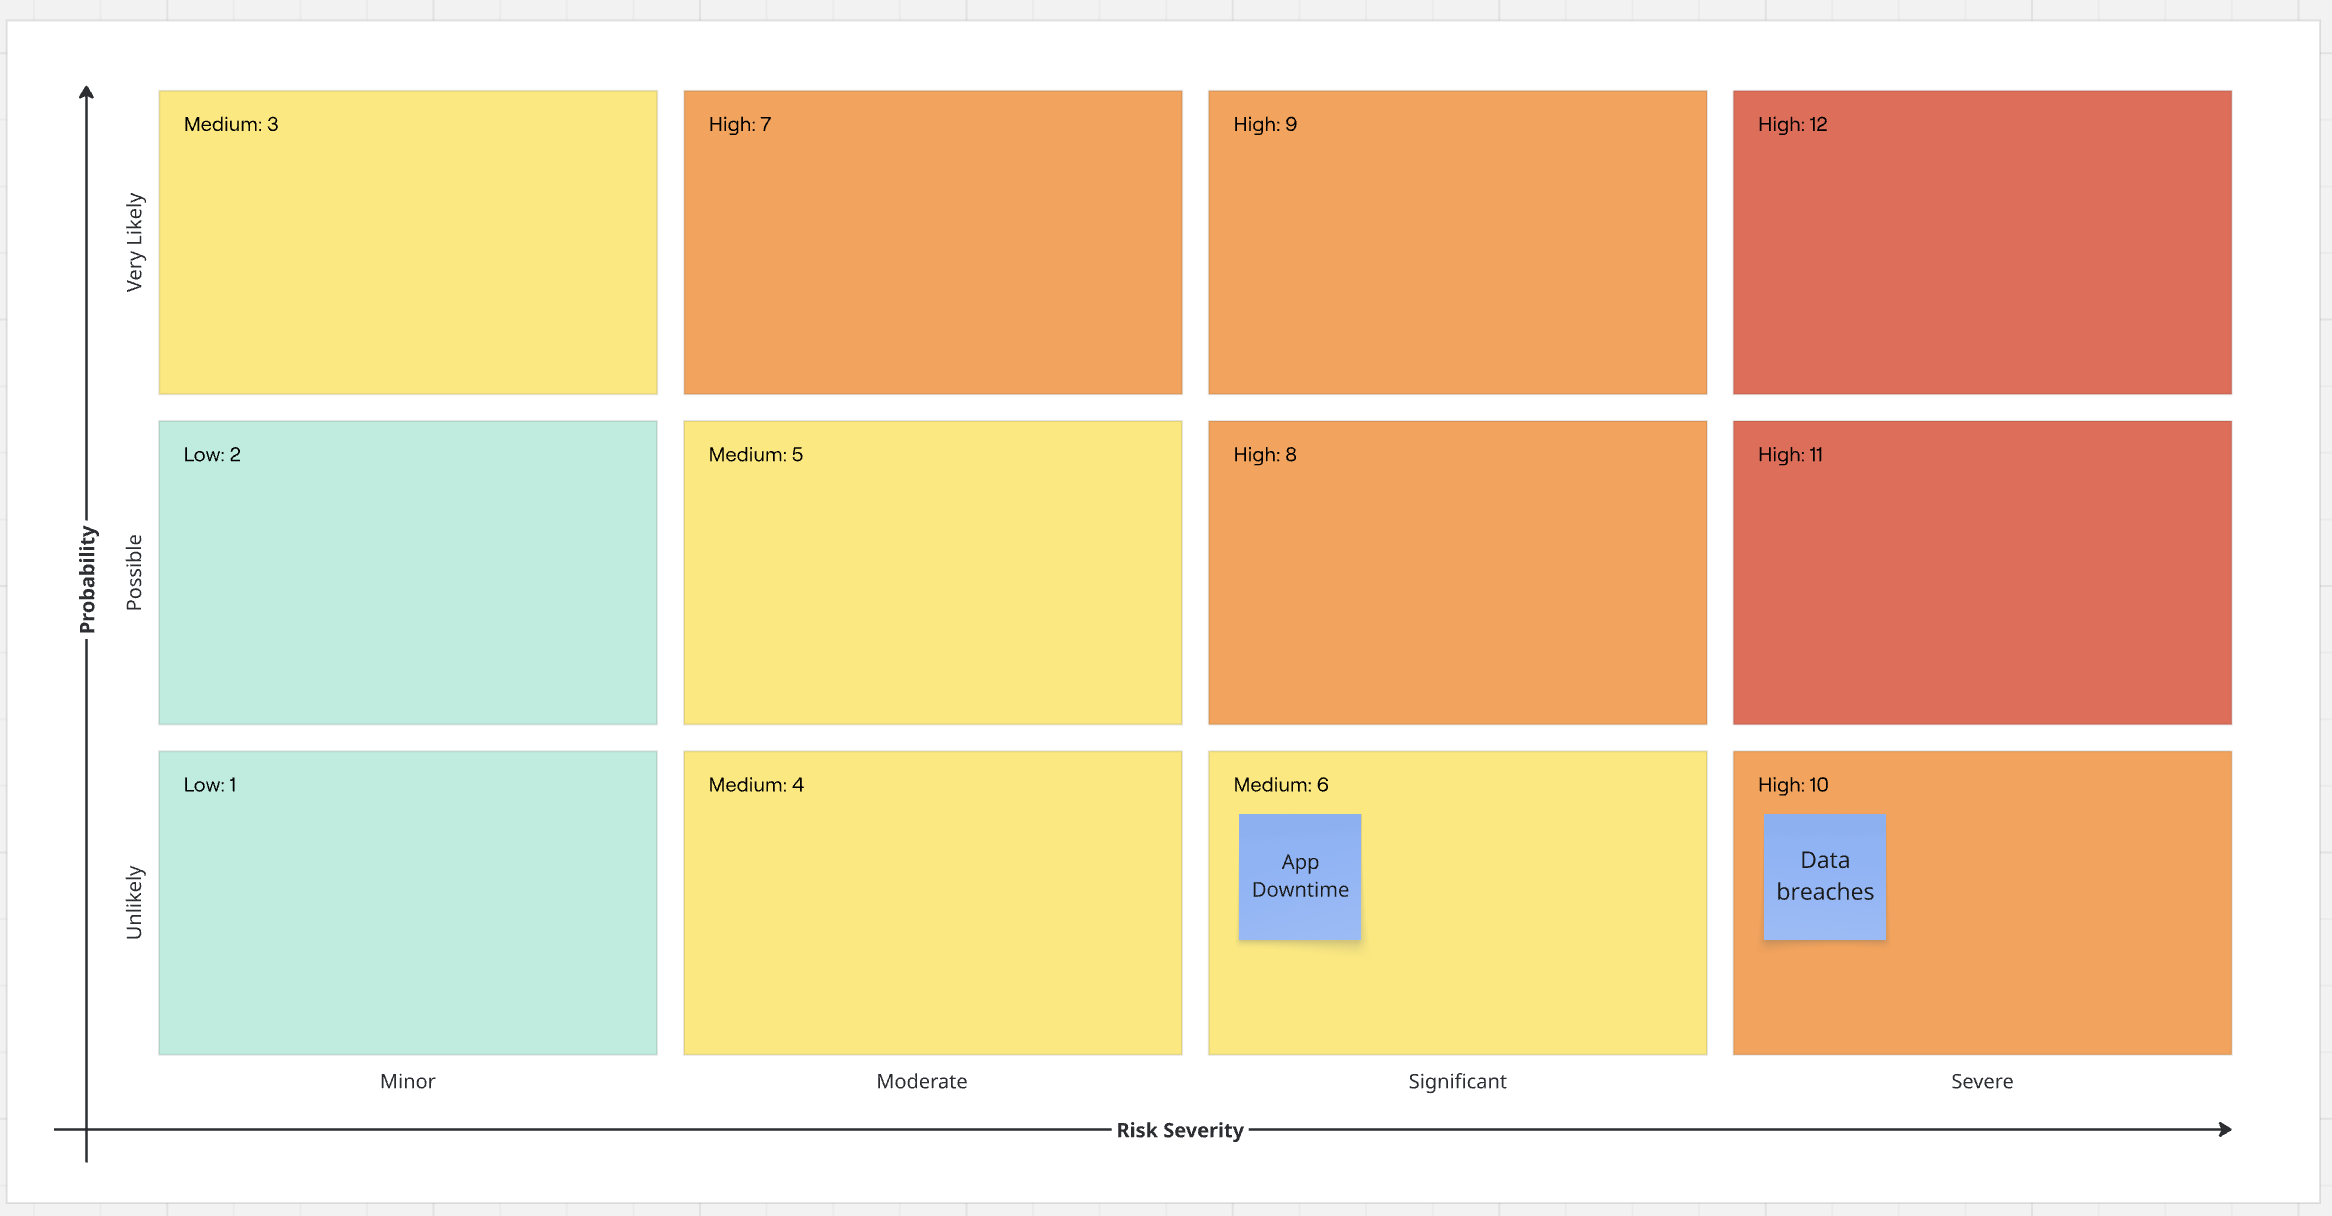 Medium: 3
High: 7
High: 9
High: 12
Very Likely
Low: 2
Medium: 5
High: 8
High: 11
Possible
Probability
Low: 1
Medium: 4
Medium: 6
High: 10
App
Downtime
Data
breaches
Unlikely
Minor
Moderate
Significant
Severe
Risk Severity